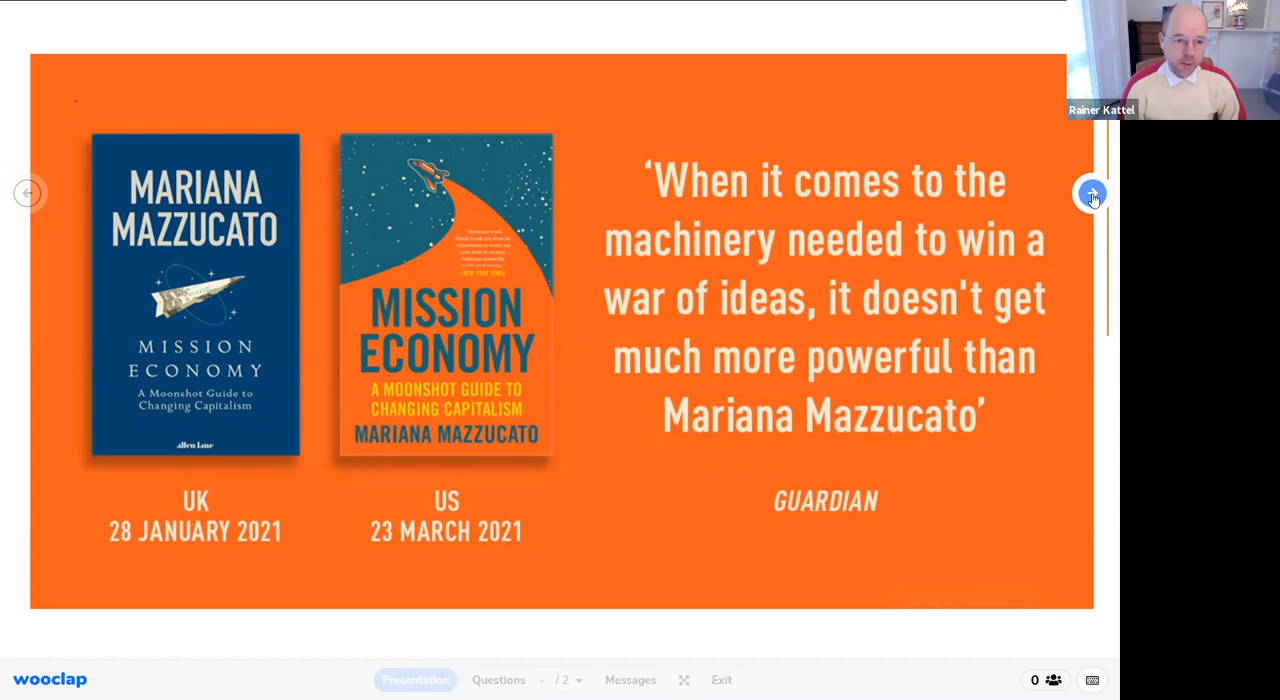 Rainer Kattel
MARIANA
MAZZUCATO
MISSION
ECONOMY
A Moonshot Guide to
Changing Capitalism
allen lane
UK
28 JANUARY 2021
—NEW YORK TIMES
MISSION
ECONOMY
A MOONSHOT GUIDE TO
CHANGING CAPITALISM
MARIANA MAZZUCATO
US
23 MARCH 2021
‘When it comes to the
machinery needed to win a
war of ideas, it doesn't get
much more powerful than
Mariana Mazzucato’
GUARDIAN
wooclap
Presentation
Questions - / 2
Messages
Exit
0